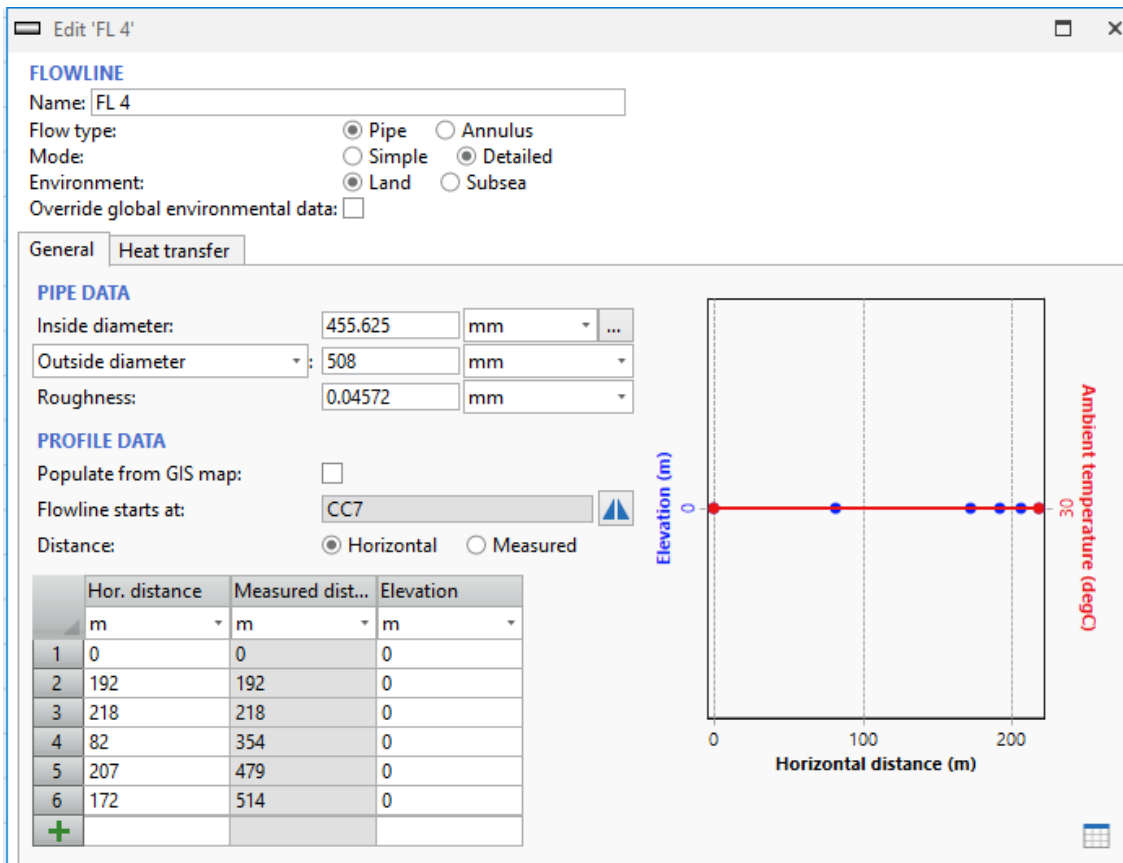 Edit 'FL 4'
FLOWLINE
Name: FL 4
Flow type: Pipe Annulus
Mode: Simple Detailed
Environment: Land Subsea
Override global environmental data:
General Heat transfer
PIPE DATA
Inside diameter: 455.625 mm ...
Outside diameter : 508 mm
Roughness: 0.04572 mm
PROFILE DATA
Populate from GIS map:
Flowline starts at: CC7
Distance: Horizontal Measured
Hor. distance Measured dist... Elevation
m m m
1 0 0 0
2 192 192 0
3 218 218 0
4 82 354 0
5 207 479 0
6 172 514 0
Elevation (m)
0
Ambient temperature (degC)
30
0 100 200
Horizontal distance (m)